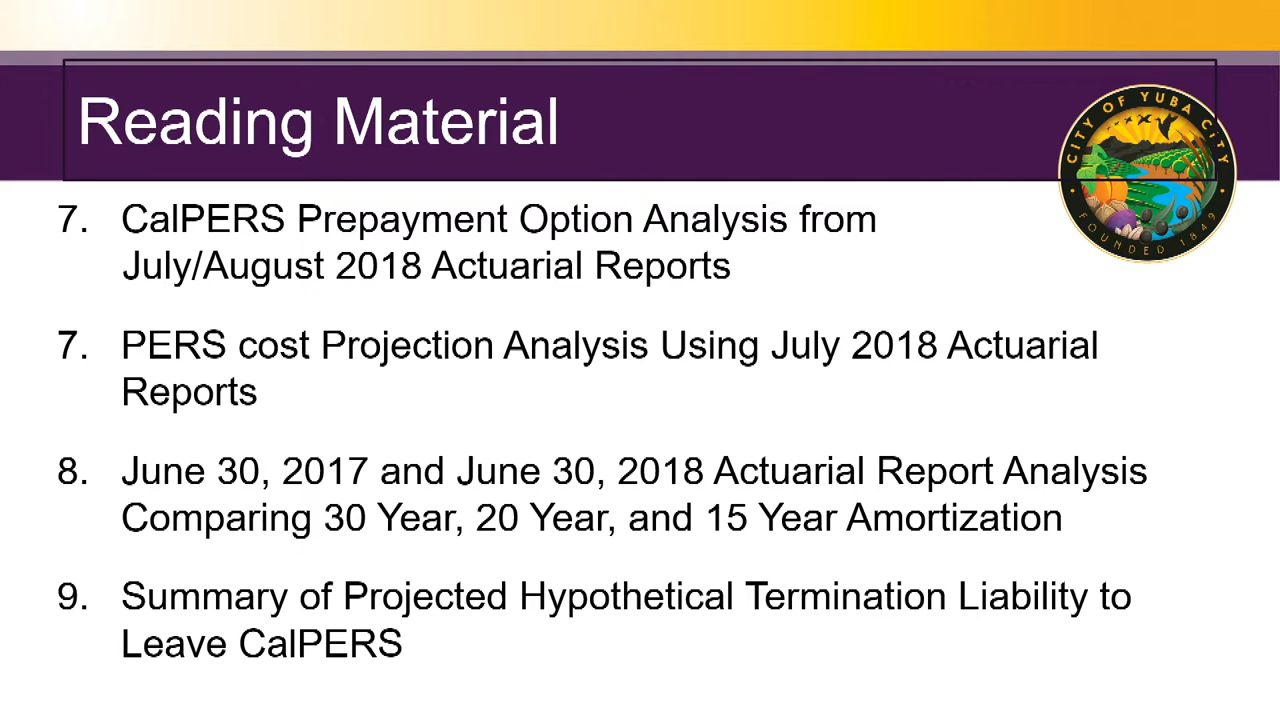 Reading Material
CITY OF YUBA CITY
FOUNDED 1849
7. CalPERS Prepayment Option Analysis from
July/August 2018 Actuarial Reports
7. PERS cost Projection Analysis Using July 2018 Actuarial
Reports
8. June 30, 2017 and June 30, 2018 Actuarial Report Analysis
Comparing 30 Year, 20 Year, and 15 Year Amortization
9. Summary of Projected Hypothetical Termination Liability to
Leave CalPERS